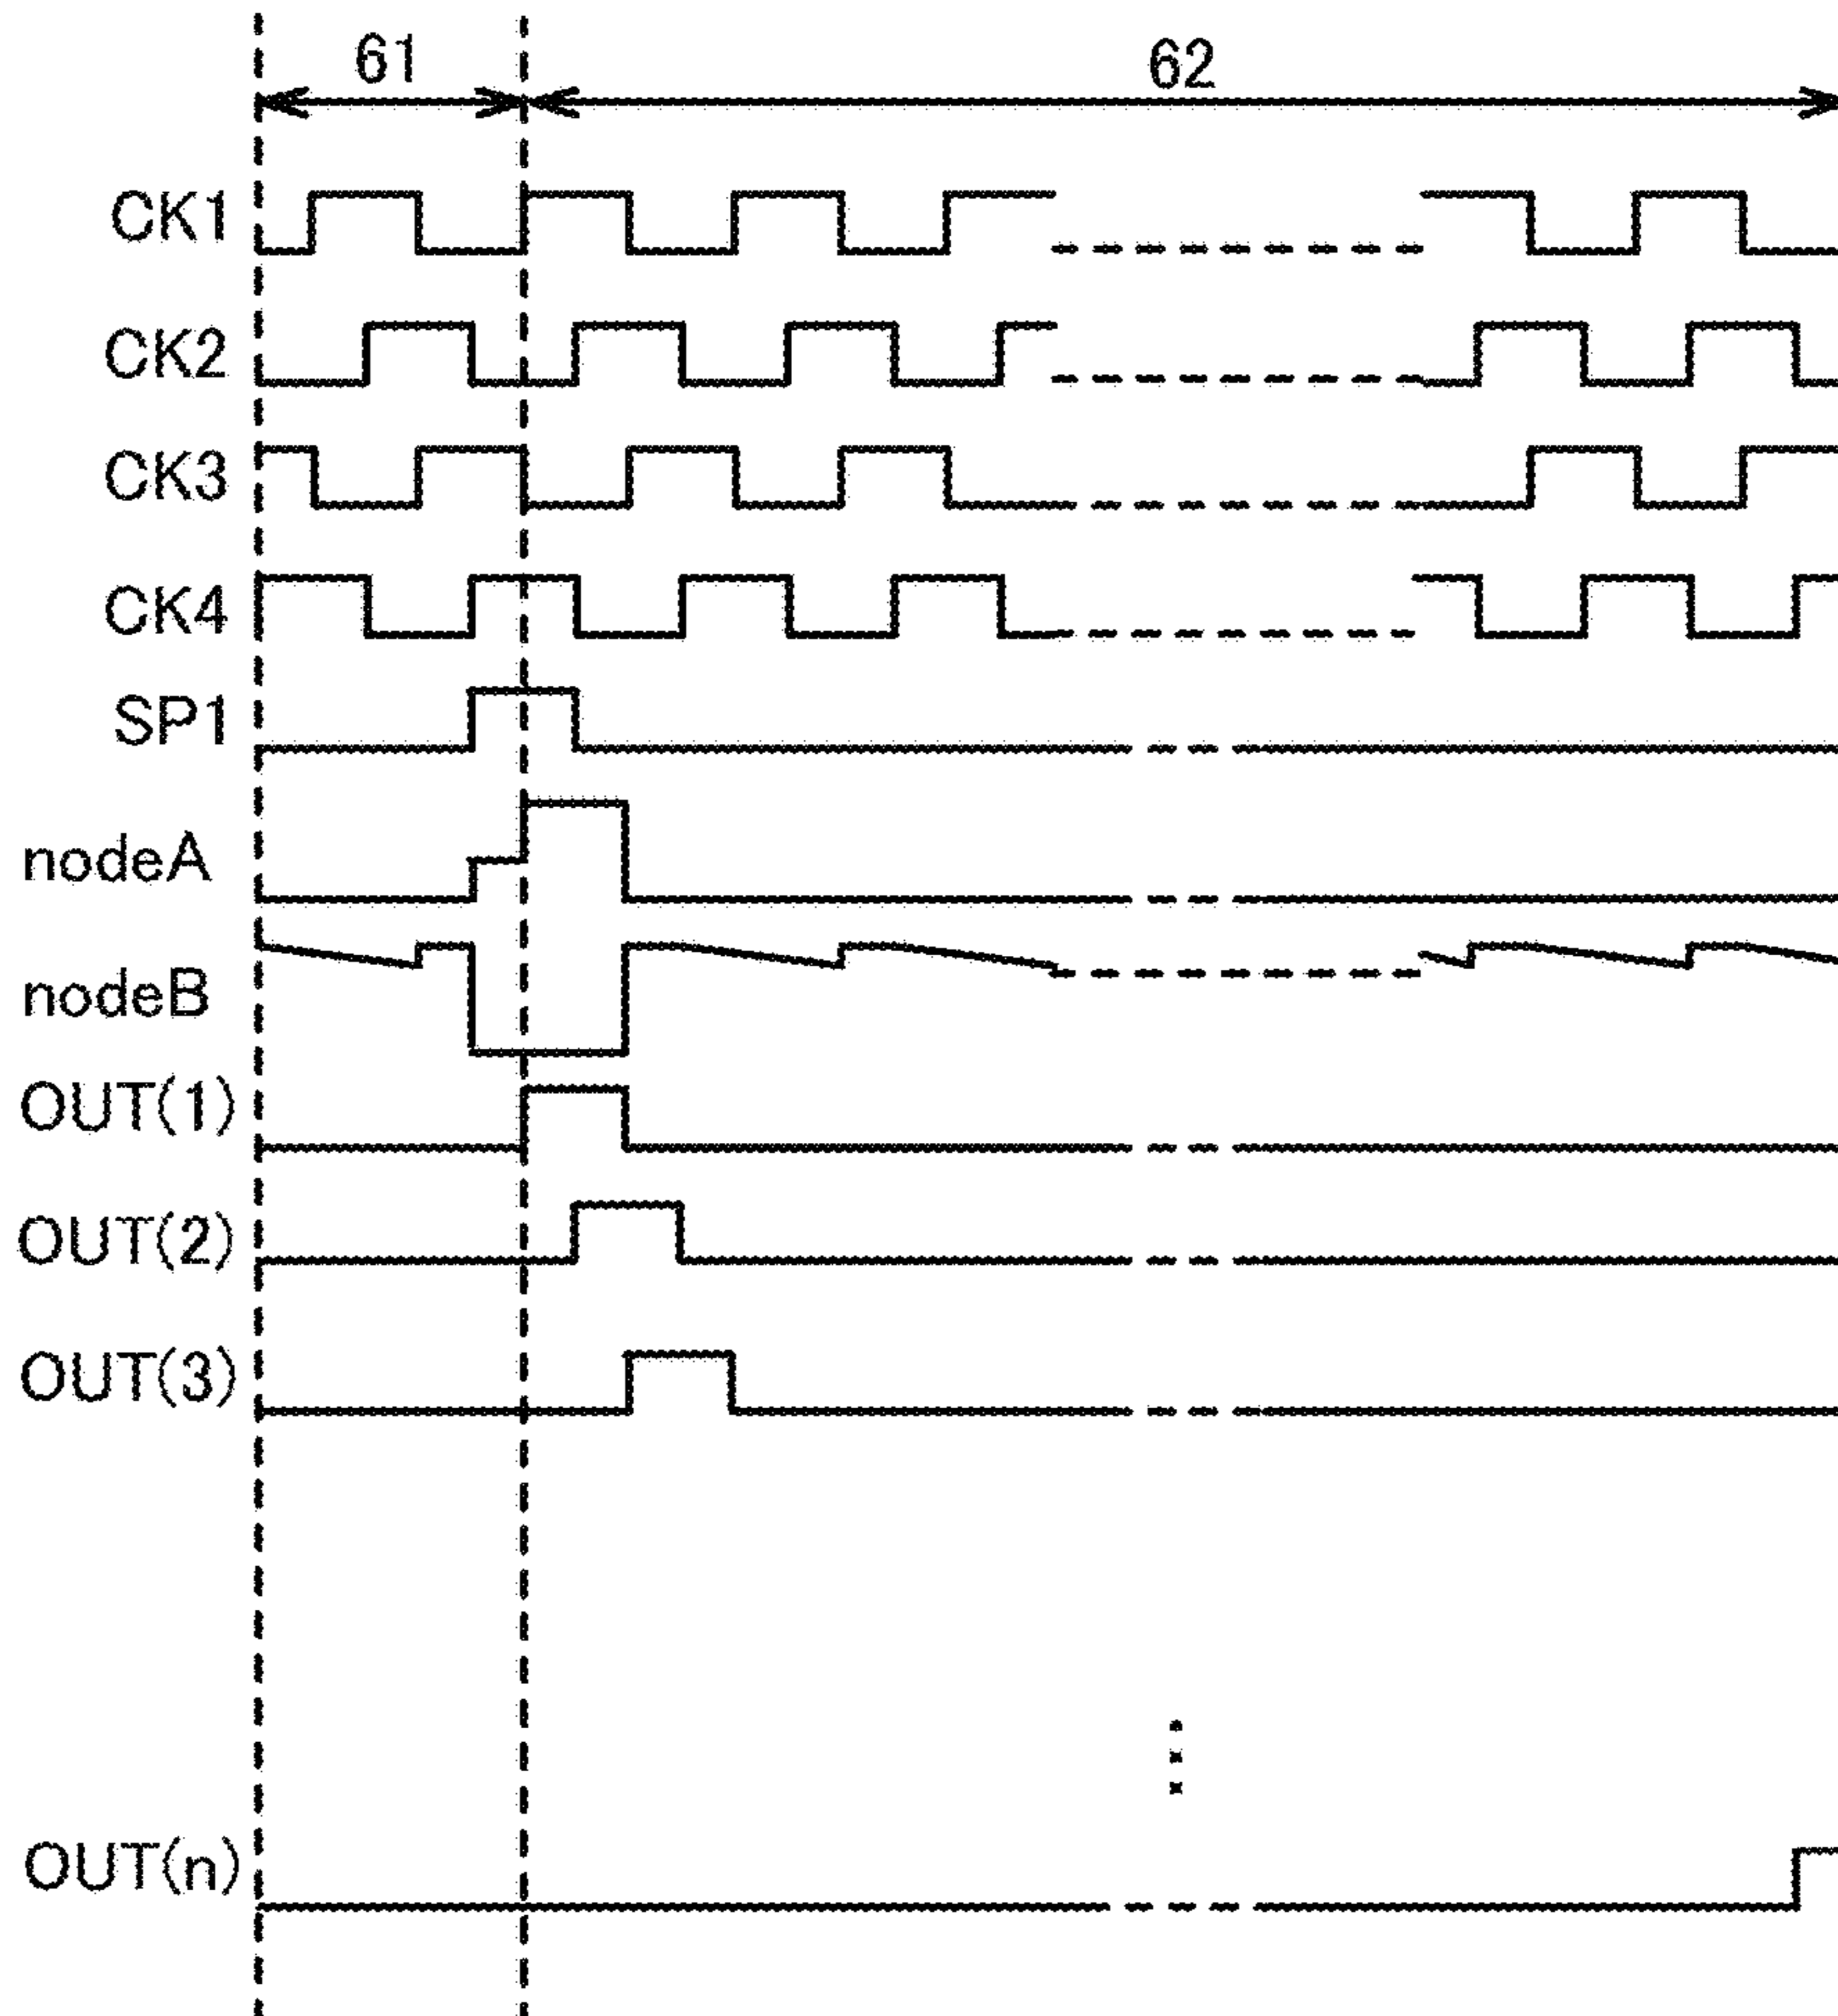 61
62
CK1
CK2
CK3
CK4
SP1
nodeA
nodeB
OUT(1)
OUT(2)
OUT(3)
OUT(n)